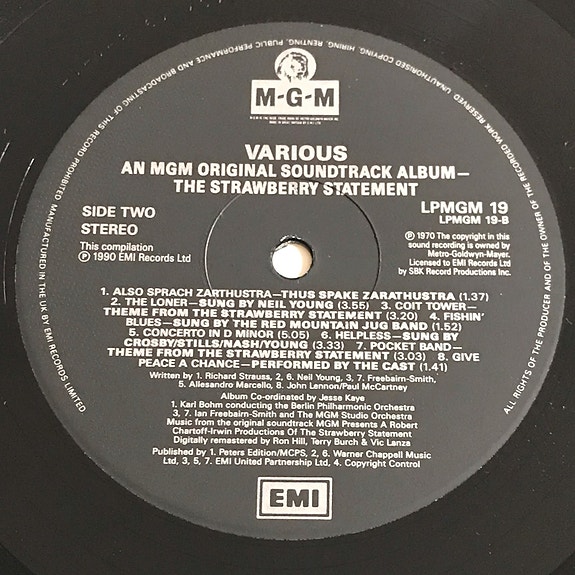 UNAUTHORISED COPYING, HIRING, RENTING, PUBLIC PERFORMANCE AND BROADCASTING OF THIS RECORD PROHIBITED MANUFACTURED IN THE UK BY EMI RECORDS LIMITED
ALL RIGHTS OF THE PRODUCER AND OF THE OWNER OF THE RECORDED WORK RESERVED
M-G-M
VARIOUS
AN MGM ORIGINAL SOUNDTRACK ALBUM—
THE STRAWBERRY STATEMENT
SIDE TWO
STEREO
This compilation
℗ 1990 EMI Records Ltd
LPMGM 19
LPMGM 19-B
℗ 1970 The copyright in this
sound recording is owned by
Metro-Goldwyn-Mayer.
Licensed to EMI Records Ltd
by SBK Record Productions Inc.
1. ALSO SPRACH ZARTHUSTRA—THUS SPAKE ZARATHUSTRA (1.37)
2. THE LONER—SUNG BY NEIL YOUNG (3.55) 3. COIT TOWER—
THEME FROM THE STRAWBERRY STATEMENT (3.20) 4. FISHIN'
BLUES—SUNG BY THE RED MOUNTAIN JUG BAND (1.52)
5. CONCERTO IN D MINOR (5.05) 6. HELPLESS—SUNG BY
CROSBY/STILLS/NASH/YOUNG (3.33) 7. POCKET BAND—
THEME FROM THE STRAWBERRY STATEMENT (3.03) 8. GIVE
PEACE A CHANCE—PERFORMED BY THE CAST (1.41)
Written by 1. Richard Strauss, 2, 6. Neil Young, 3, 7. Freebairn-Smith,
5. Allesandro Marcello, 8. John Lennon/Paul McCartney
Album Co-ordinated by Jesse Kaye
1. Karl Bohm conducting the Berlin Philharmonic Orchestra
3, 7. Ian Freebairn-Smith and The MGM Studio Orchestra
Music from the original soundtrack MGM Presents A Robert
Chartoff-Irwin Productions Of The Strawberry Statement
Digitally remastered by Ron Hill, Terry Burch & Vic Lanza
Published by 1. Peters Edition/MCPS, 2, 6. Warner Chappell Music
Ltd, 3, 5, 7. EMI United Partnership Ltd, 4. Copyright Control
EMI